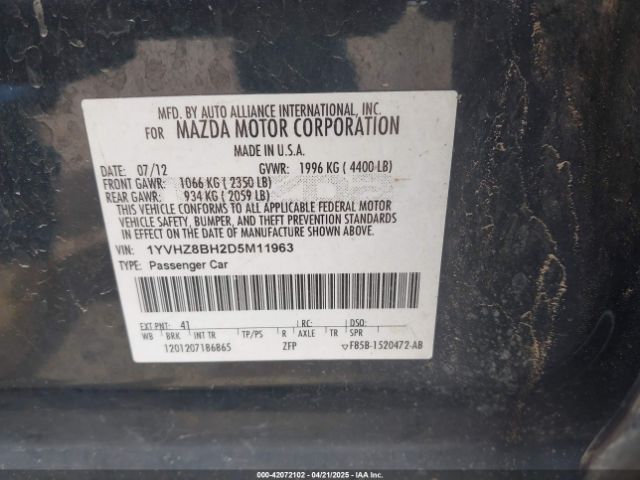 MFD. BY AUTO ALLIANCE INTERNATIONAL, INC.
FOR MAZDA MOTOR CORPORATION
MADE IN U.S.A.
DATE: 07/12 GVWR: 1996 KG ( 4400 LB)
FRONT GAWR: 1066 KG ( 2350 LB)
REAR GAWR: 934 KG ( 2059 LB)
THIS VEHICLE CONFORMS TO ALL APPLICABLE FEDERAL MOTOR
VEHICLE SAFETY, BUMPER, AND THEFT PREVENTION STANDARDS
IN EFFECT ON THE DATE OF MANUFACTURE SHOWN ABOVE.
VIN: 1YVHZ8BH2D5M11963
TYPE: Passenger Car
EXT PNT: 41 RC: DSO:
WB BRK INT TR TP/PS R AXLE TR SPR
1201207186865 ZFP ▽FB5B-1520472-AB
000-42072102 - 04/21/2025 - IAA, Inc.